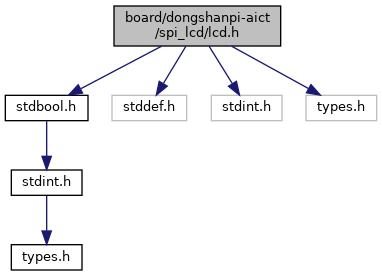 board/dongshanpi-aict
/spi_lcd/lcd.h
stdbool.h
stddef.h
stdint.h
types.h
stdint.h
types.h